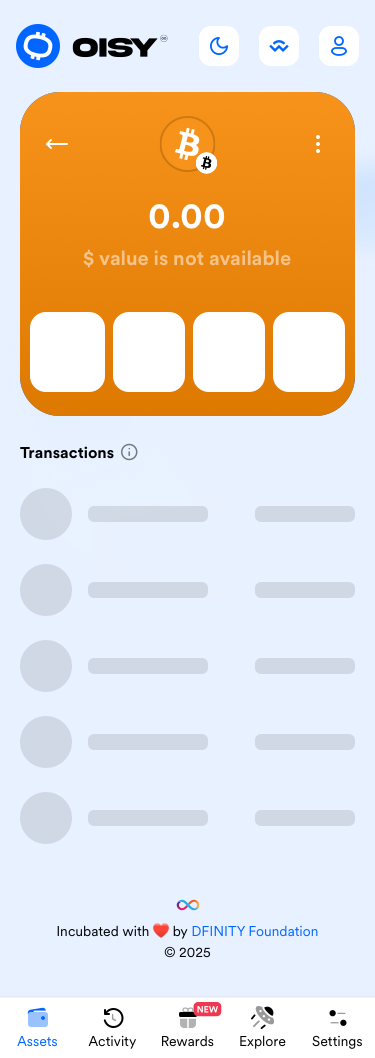 OISY
0.00
$ value is not available
Transactions
Incubated with ❤️ by DFINITY Foundation
© 2025
NEW
Assets
Activity
Rewards
Explore
Settings